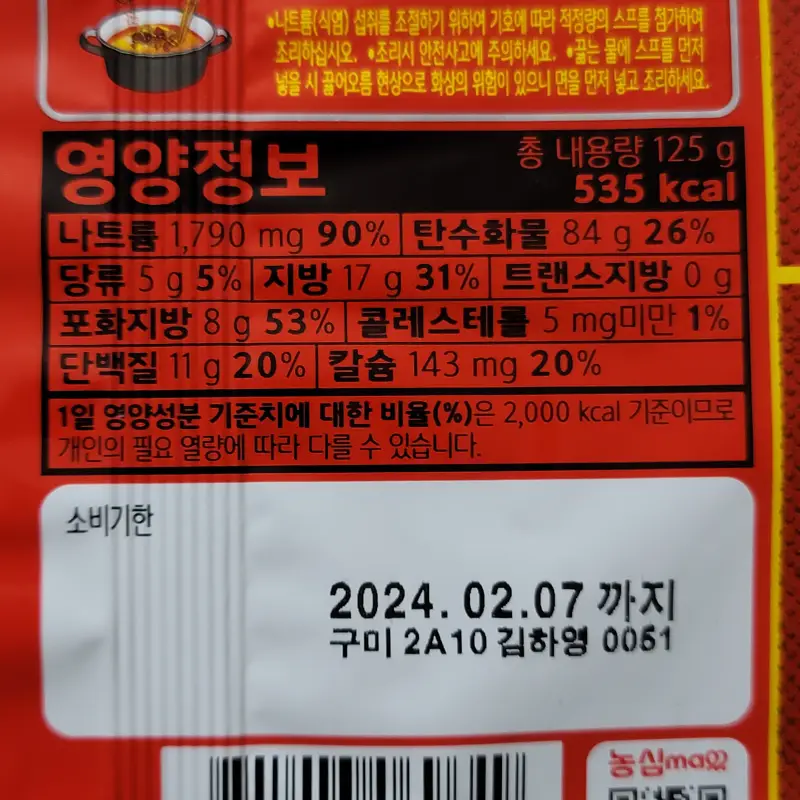 •나트륨(식염) 섭취를 조절하기 위하여 기호에 따라 적정량의 스프를 첨가하여
조리하십시오. •조리시 안전사고에 주의하세요. •끓는 물에 스프를 먼저
넣을 시 끓어오름 현상으로 화상의 위험이 있으니 면을 먼저 넣고 조리하세요.
영양정보
총 내용량 125 g
535 kcal
나트륨 1,790 mg 90% 탄수화물 84 g 26%
당류 5 g 5% 지방 17 g 31% 트랜스지방 0 g
포화지방 8 g 53% 콜레스테롤 5 mg미만 1%
단백질 11 g 20% 칼슘 143 mg 20%
1일 영양성분 기준치에 대한 비율(%)은 2,000 kcal 기준이므로
개인의 필요 열량에 따라 다를 수 있습니다.
소비기한
2024.02.07 까지
구미 2A10 김하영 0051
농심